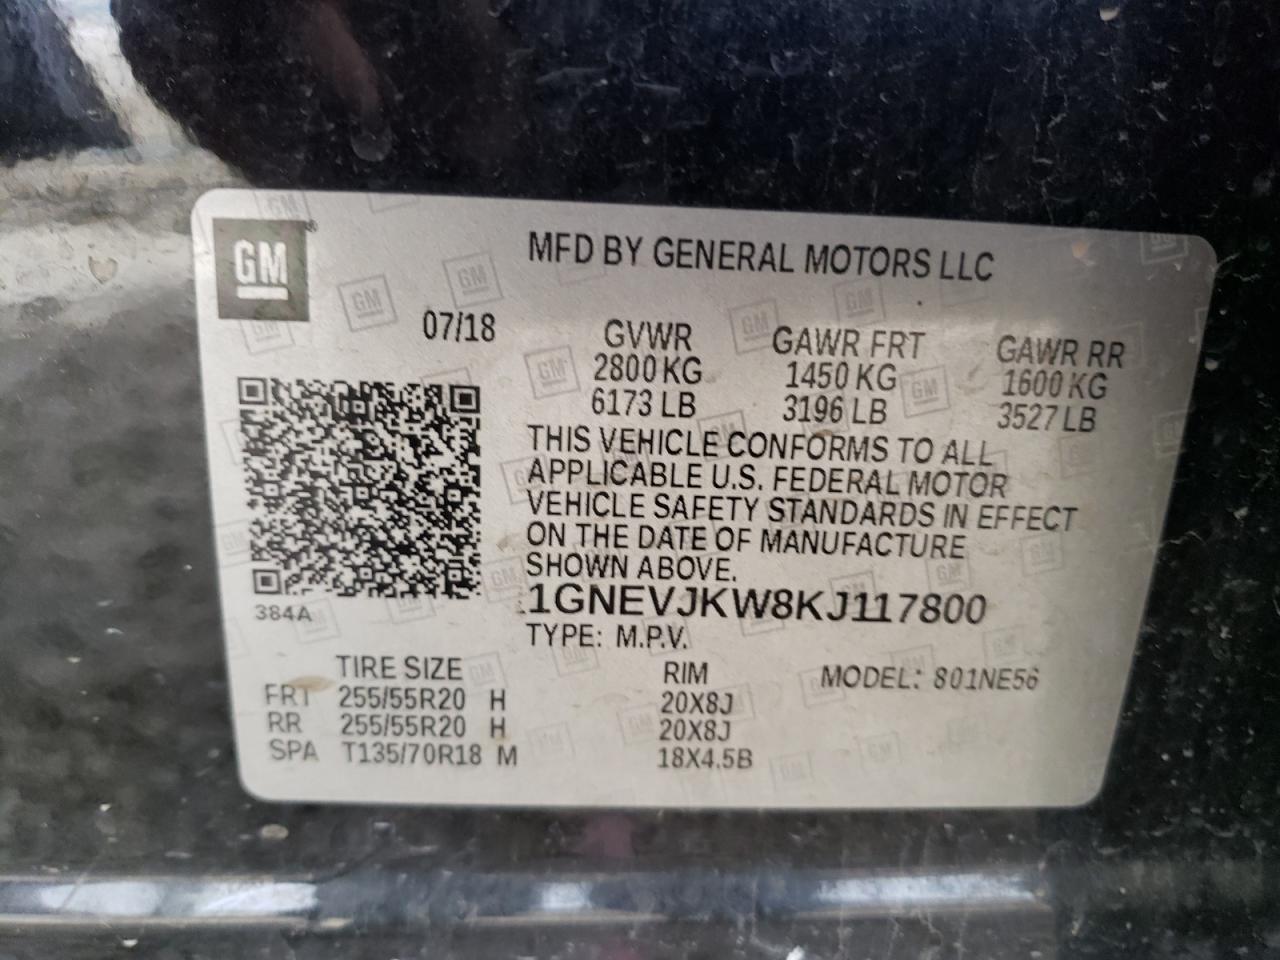 GM
MFD BY GENERAL MOTORS LLC
07/18
GVWR GAWR FRT GAWR RR
2800 KG 1450 KG 1600 KG
6173 LB 3196 LB 3527 LB
THIS VEHICLE CONFORMS TO ALL
APPLICABLE U.S. FEDERAL MOTOR
VEHICLE SAFETY STANDARDS IN EFFECT
ON THE DATE OF MANUFACTURE
SHOWN ABOVE.
384A
1GNEVJKW8KJ117800
TYPE: M.P.V.
TIRE SIZE RIM MODEL: 801NE56
FRT 255/55R20 H 20X8J
RR 255/55R20 H 20X8J
SPA T135/70R18 M 18X4.5B